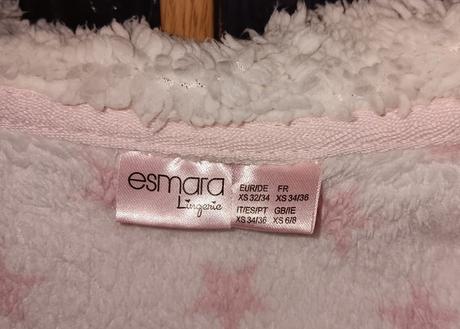 esmara
Lingerie
EUR/DE FR
XS 32/34 XS 34/36
IT/ES/PT GB/IE
XS 34/36 XS 6/8